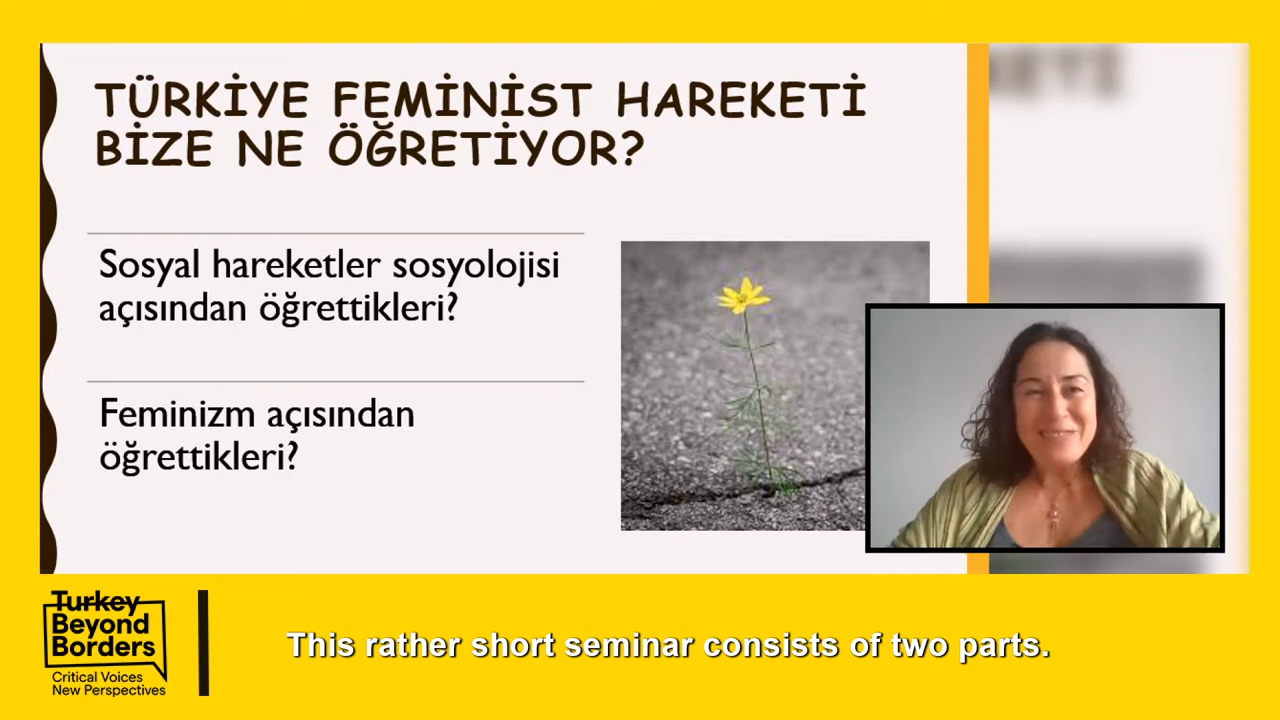 TÜRKİYE FEMİNİST HAREKETİ
BİZE NE ÖĞRETİYOR?
Sosyal hareketler sosyolojisi
açısından öğrettikleri?
Feminizm açısından
öğrettikleri?
Turkey
Beyond
Borders
Critical Voices
New Perspectives
This rather short seminar consists of two parts.